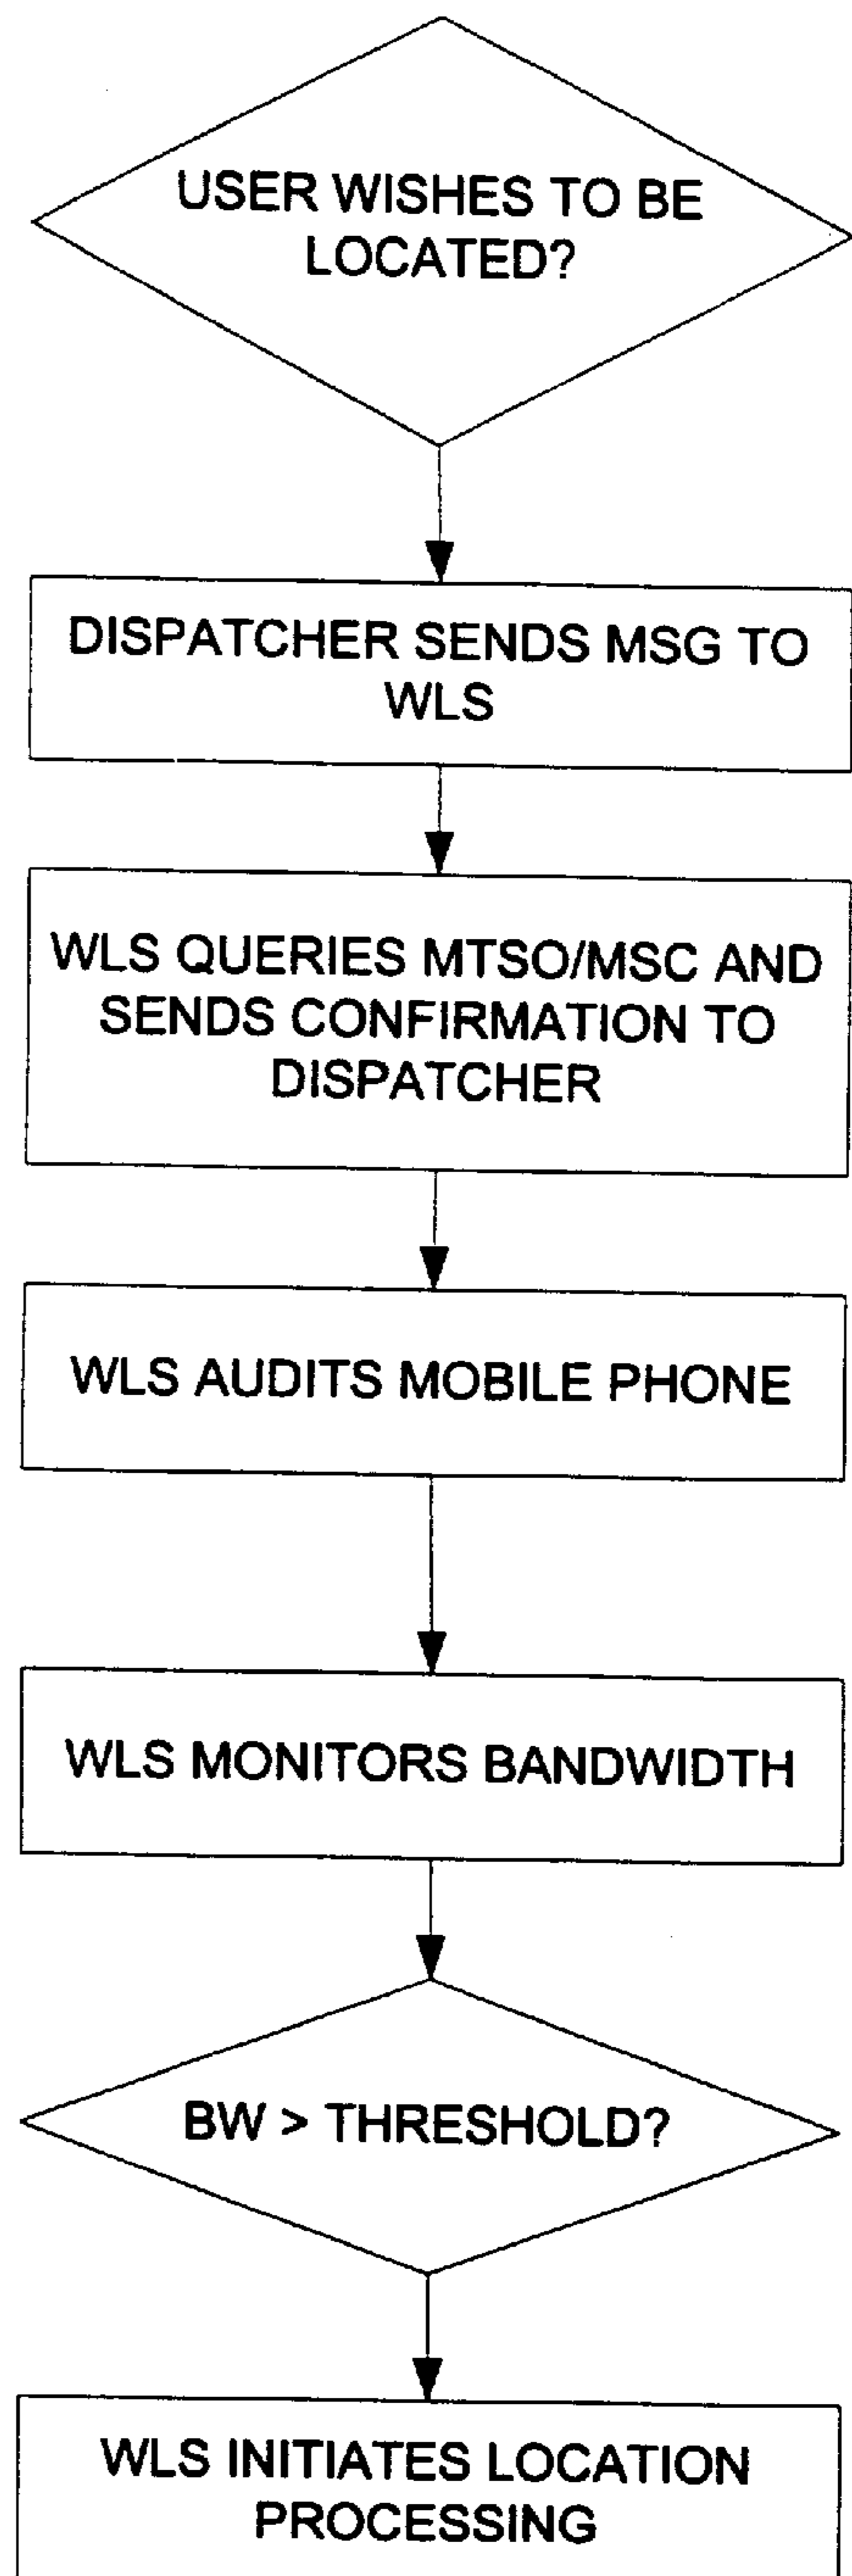 USER WISHES TO BE
LOCATED?
DISPATCHER SENDS MSG TO
WLS
WLS QUERIES MTSO/MSC AND
SENDS CONFIRMATION TO
DISPATCHER
WLS AUDITS MOBILE PHONE
WLS MONITORS BANDWIDTH
BW > THRESHOLD?
WLS INITIATES LOCATION
PROCESSING